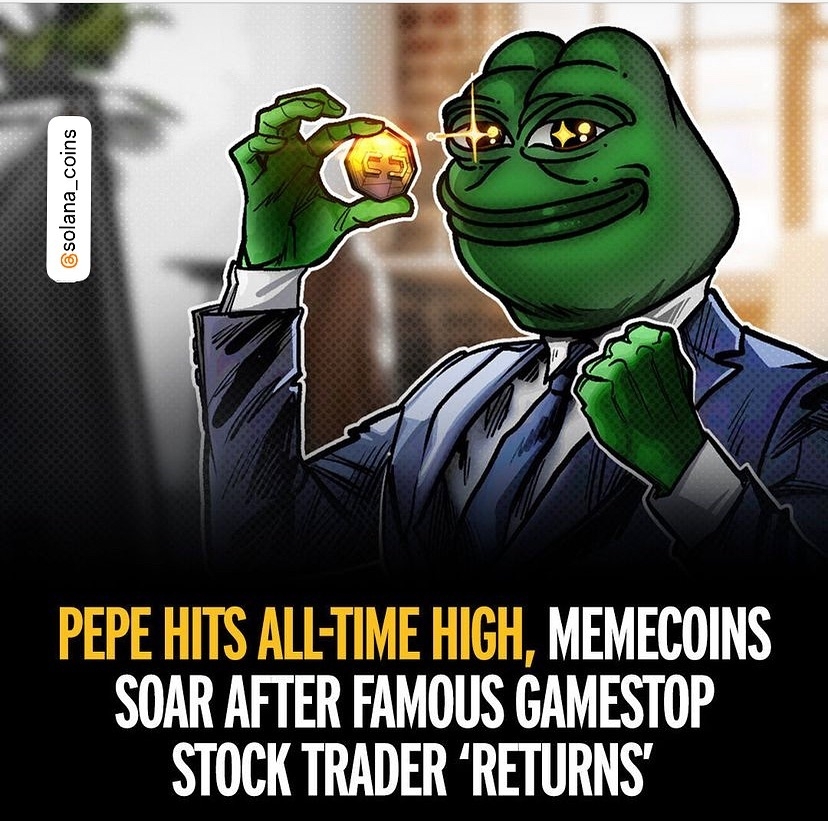 @solana_coins
PEPE HITS ALL-TIME HIGH, MEMECOINS
SOAR AFTER FAMOUS GAMESTOP
STOCK TRADER ‘RETURNS’